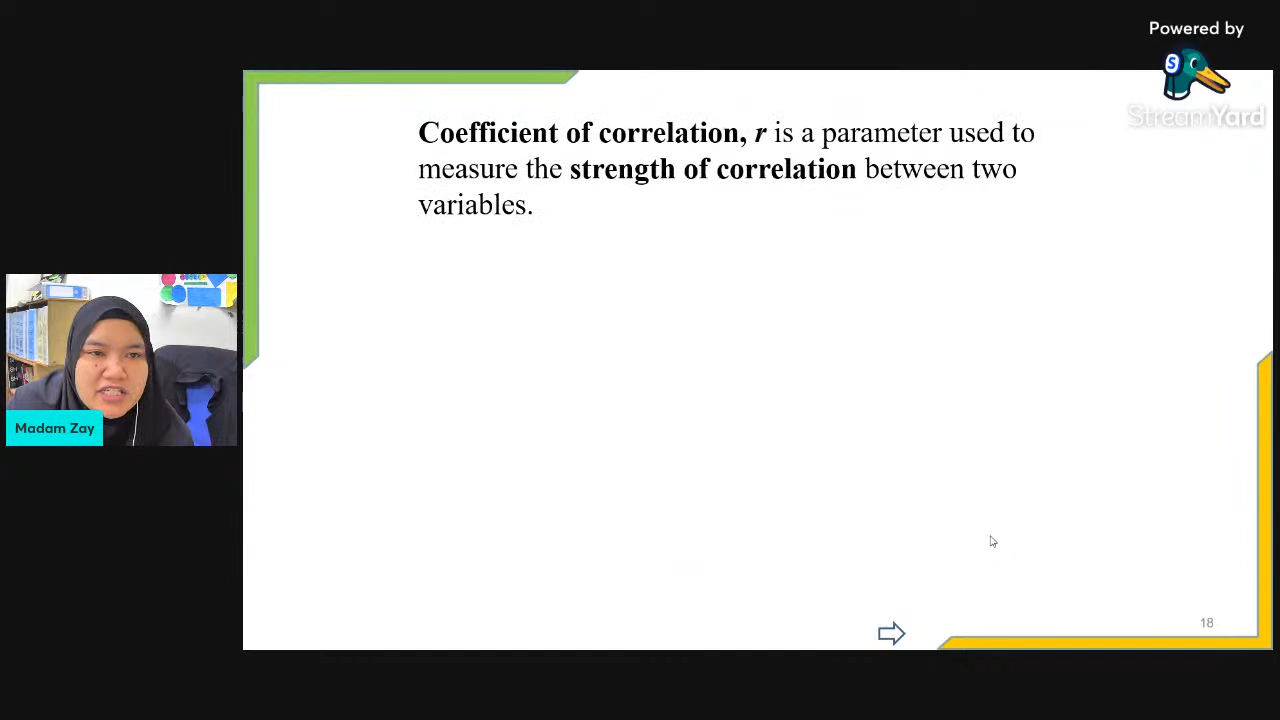 Powered by
S
StreamYard
Coefficient of correlation, r is a parameter used to
measure the strength of correlation between two
variables.
Madam Zay
18